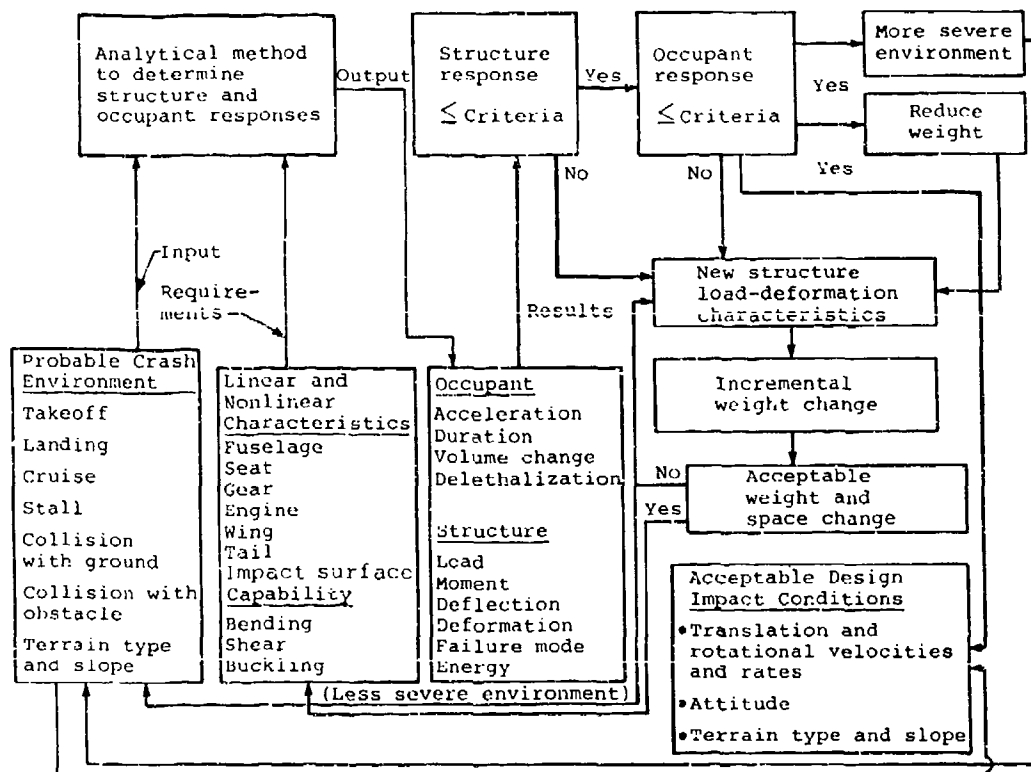 Analytical method
to determine
structure and
occupant responses
Output
Structure
response
≤ Criteria
Yes
Occupant
response
≤ Criteria
More severe
environment
Yes
Reduce
weight
Yes
No
No
Input
Require-
ments
Results
New structure
load-deformation
characteristics
Incremental
weight change
No
Yes
Acceptable
weight and
space change
Probable Crash
Environment
Takeoff
Landing
Cruise
Stall
Collision
with ground
Collision with
obstacle
Terrain type
and slope
Linear and
Nonlinear
Characteristics
Fuselage
Seat
Gear
Engine
Wing
Tail
Impact surface
Capability
Bending
Shear
Buckling
Occupant
Acceleration
Duration
Volume change
Delethalization
Structure
Load
Moment
Deflection
Deformation
Failure mode
Energy
(Less severe environment)
Acceptable Design
Impact Conditions
•Translation and
rotational velocities
and rates
•Attitude
•Terrain type and slope